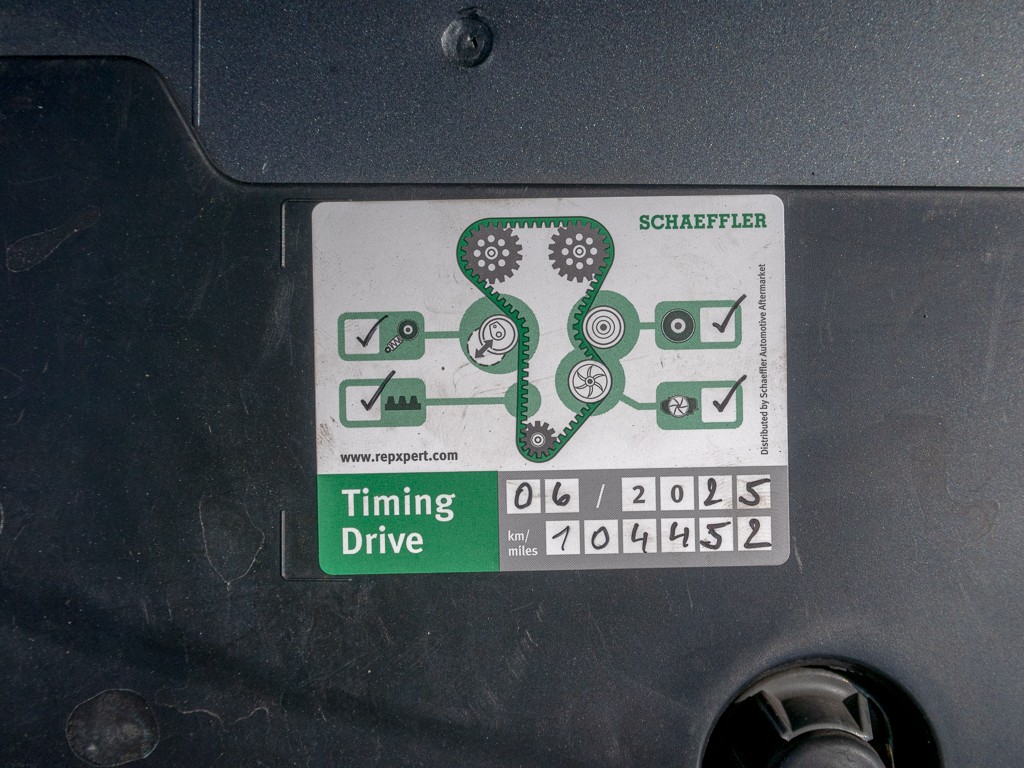 SCHAEFFLER
Distributed by Schaeffler Automotive Aftermarket
www.repxpert.com
Timing
Drive
06 / 2025
km/
miles
104452